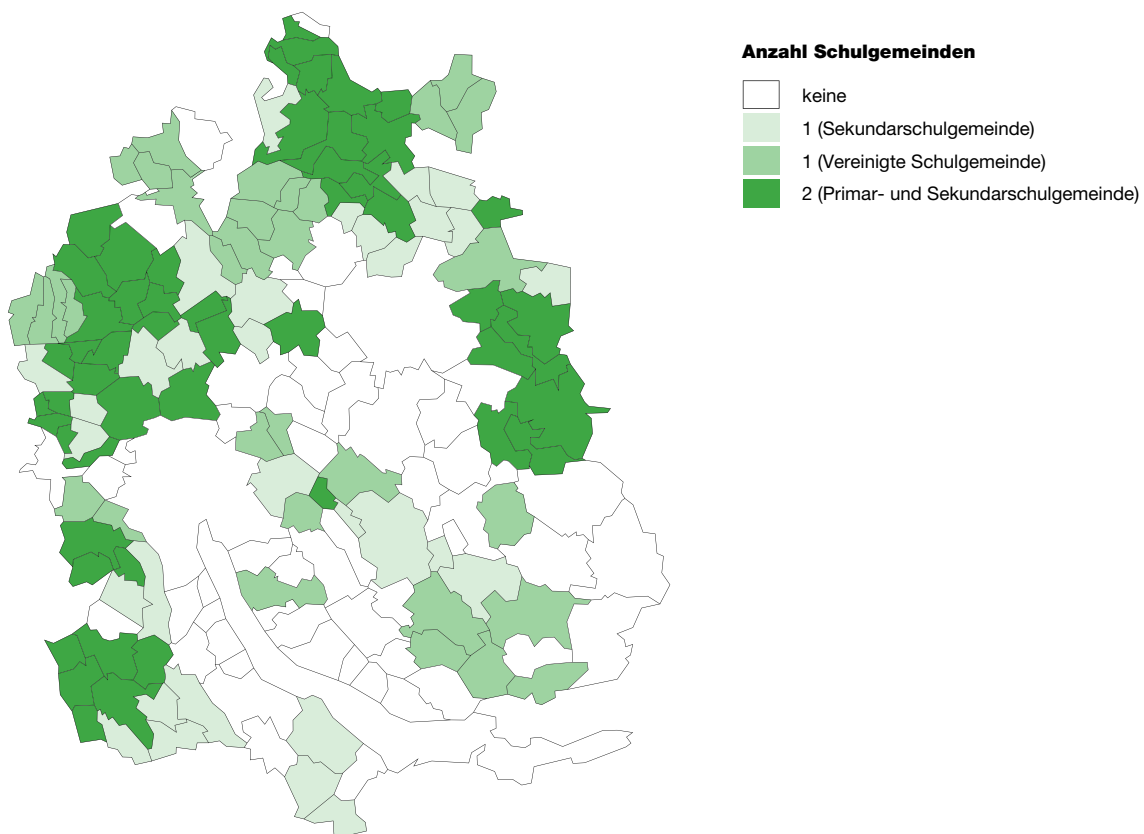 Anzahl Schulgemeinden
keine
1 (Sekundarschulgemeinde)
1 (Vereinigte Schulgemeinde)
2 (Primar- und Sekundarschulgemeinde)